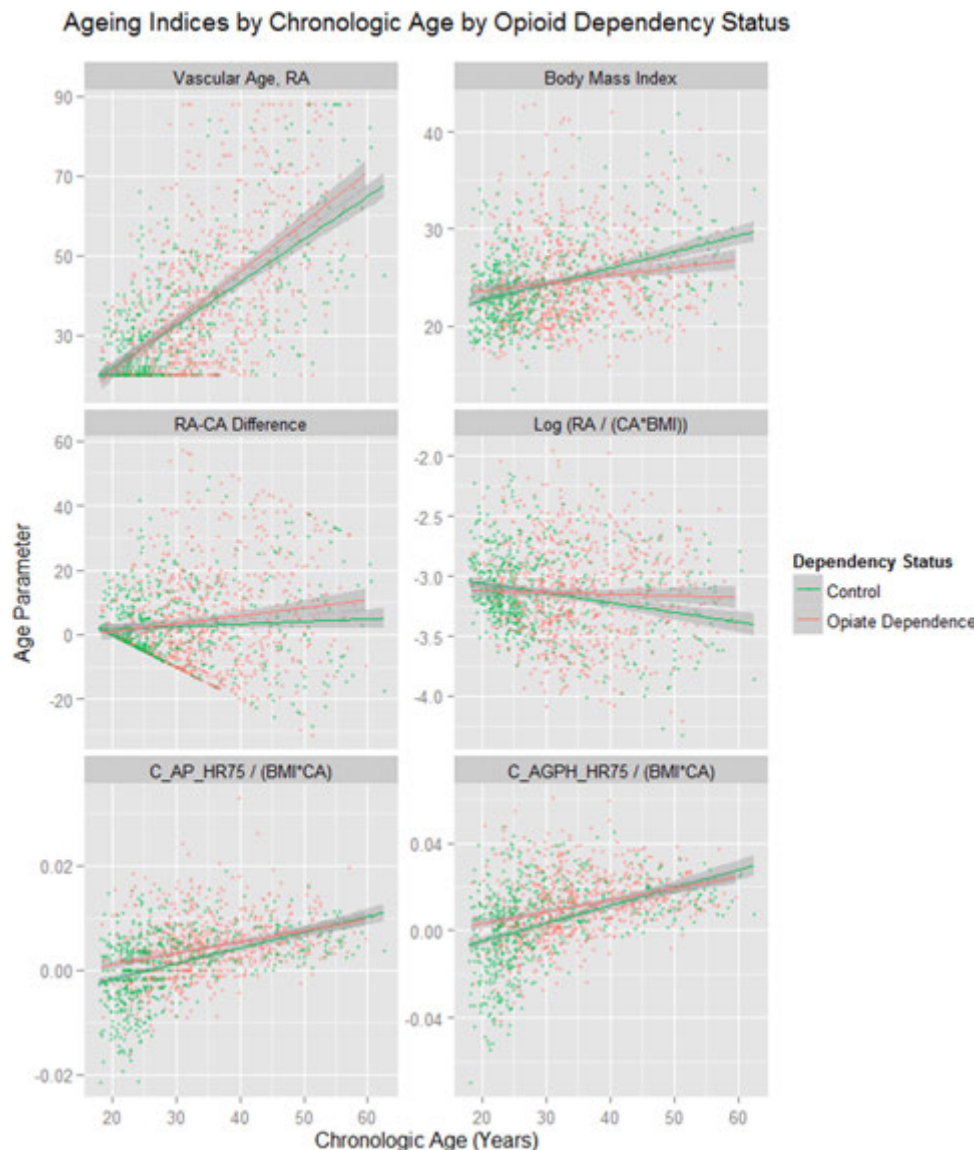 Ageing Indices by Chronologic Age by Opioid Dependency Status
Vascular Age, RA
Body Mass Index
90
70
50
30
40
30
20
RA-CA Difference
Log (RA / (CA*BMI))
60
40
20
0
-20
-2.0
-2.5
-3.0
-3.5
-4.0
Age Parameter
Dependency Status
Control
Opiate Dependence
C_AP_HR75 / (BMI*CA)
C_AGPH_HR75 / (BMI*CA)
0.02
0.00
-0.02
0.04
0.00
-0.04
20 30 40 50 60
20 30 40 50 60
Chronologic Age (Years)